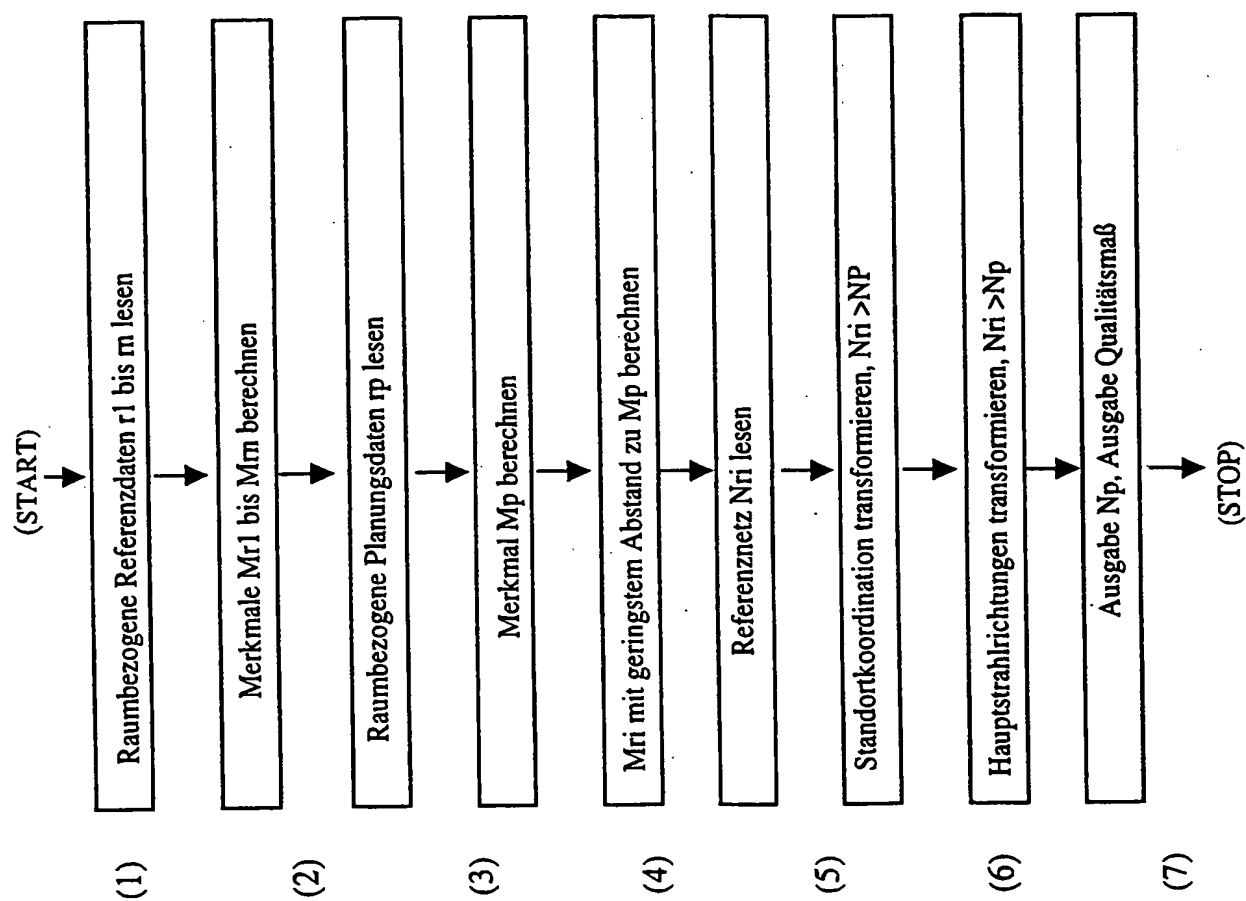 (START)
(1)
Raumbezogene Referenzdaten r1 bis rn lesen
Merkmale Mr1 bis Mrn berechnen
(2)
Raumbezogene Planungsdaten rp lesen
(3)
Merkmal Mp berechnen
Mri mit geringstem Abstand zu Mp berechnen
(4)
Referenznetz Nri lesen
(5)
Standortkoordination transformieren, Nri >NP
(6)
Hauptstrahlrichtungen transformieren, Nri >Np
Ausgabe Np, Ausgabe Qualitätsmaß
(7)
(STOP)